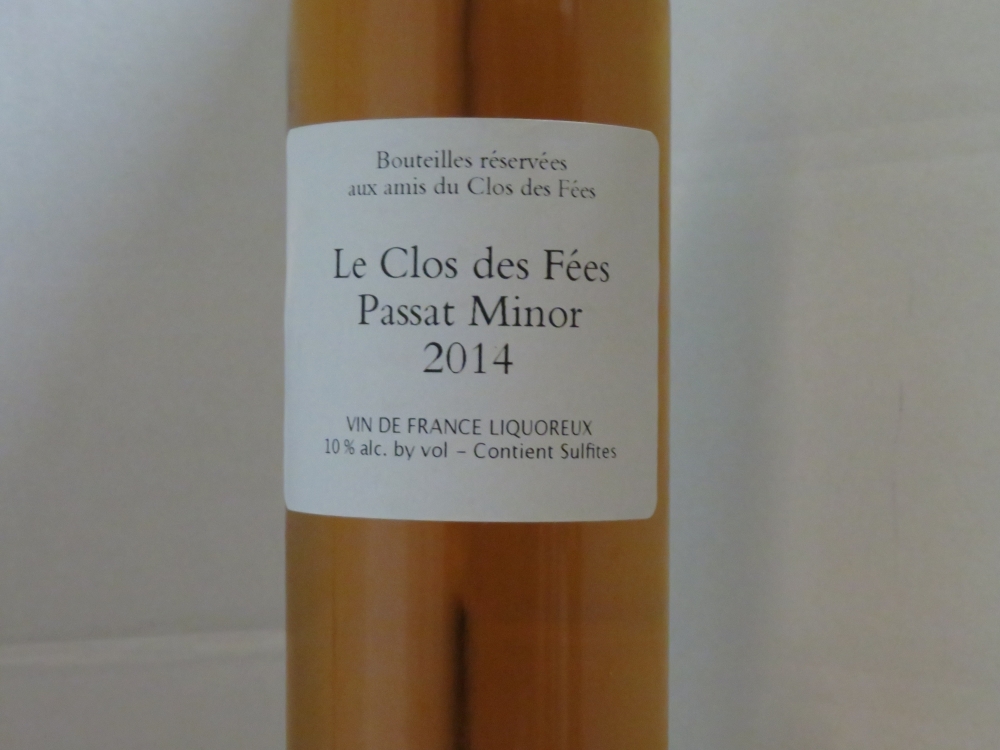 Bouteilles réservées
aux amis du Clos des Fées
Le Clos des Fées
Passat Minor
2014
VIN DE FRANCE LIQUOREUX
10 % alc. by vol – Contient Sulfites